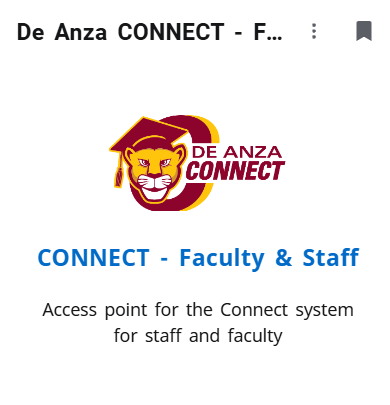 De Anza CONNECT - F...
DE ANZA
CONNECT
CONNECT - Faculty & Staff
Access point for the Connect system
for staff and faculty